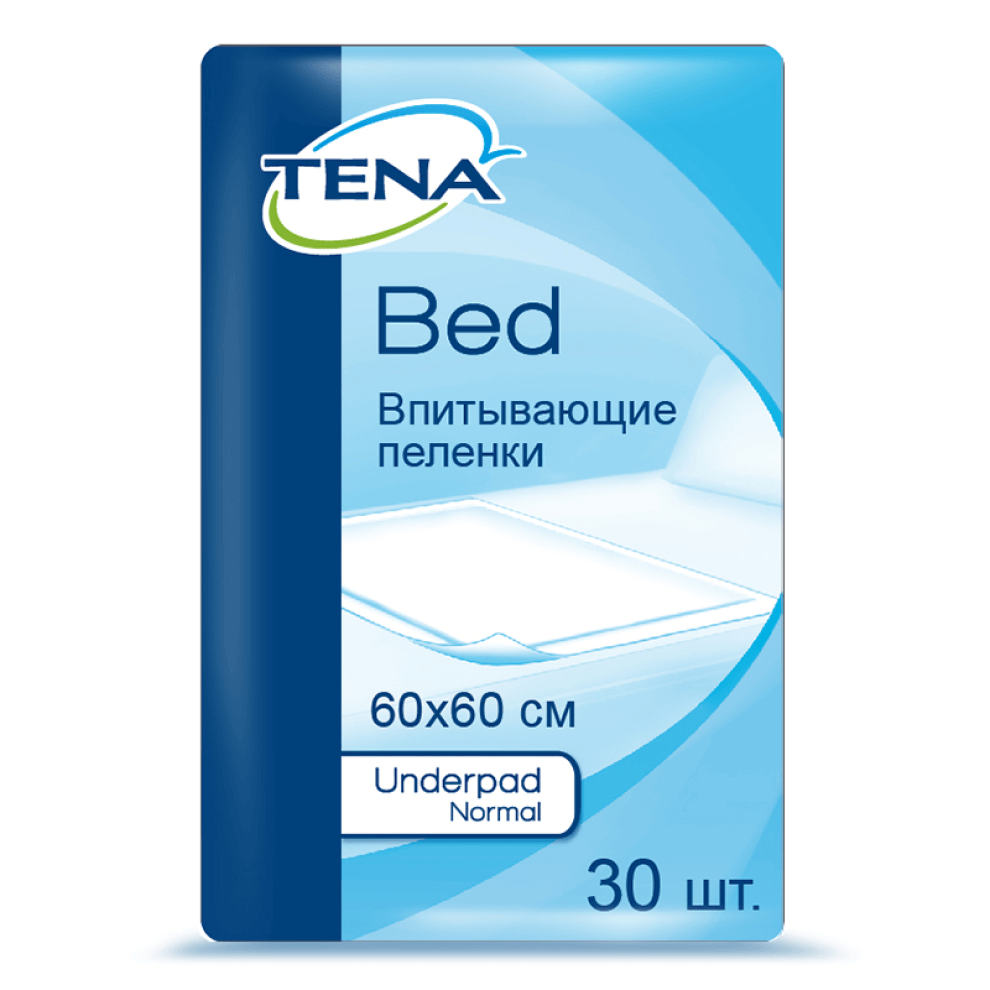 TENA
Bed
Впитывающие
пеленки
60x60 см
Underpad
Normal
30 шт.